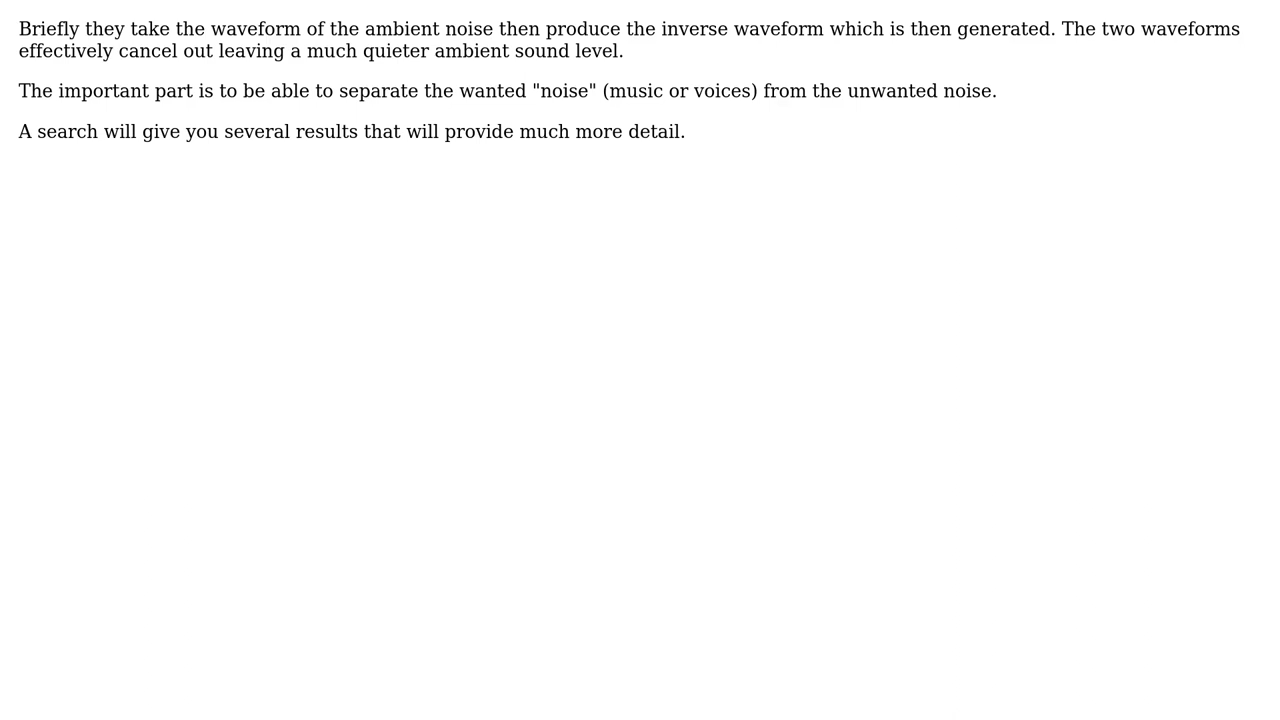 Briefly they take the waveform of the ambient noise then produce the inverse waveform which is then generated. The two waveforms
effectively cancel out leaving a much quieter ambient sound level.
The important part is to be able to separate the wanted "noise" (music or voices) from the unwanted noise.
A search will give you several results that will provide much more detail.